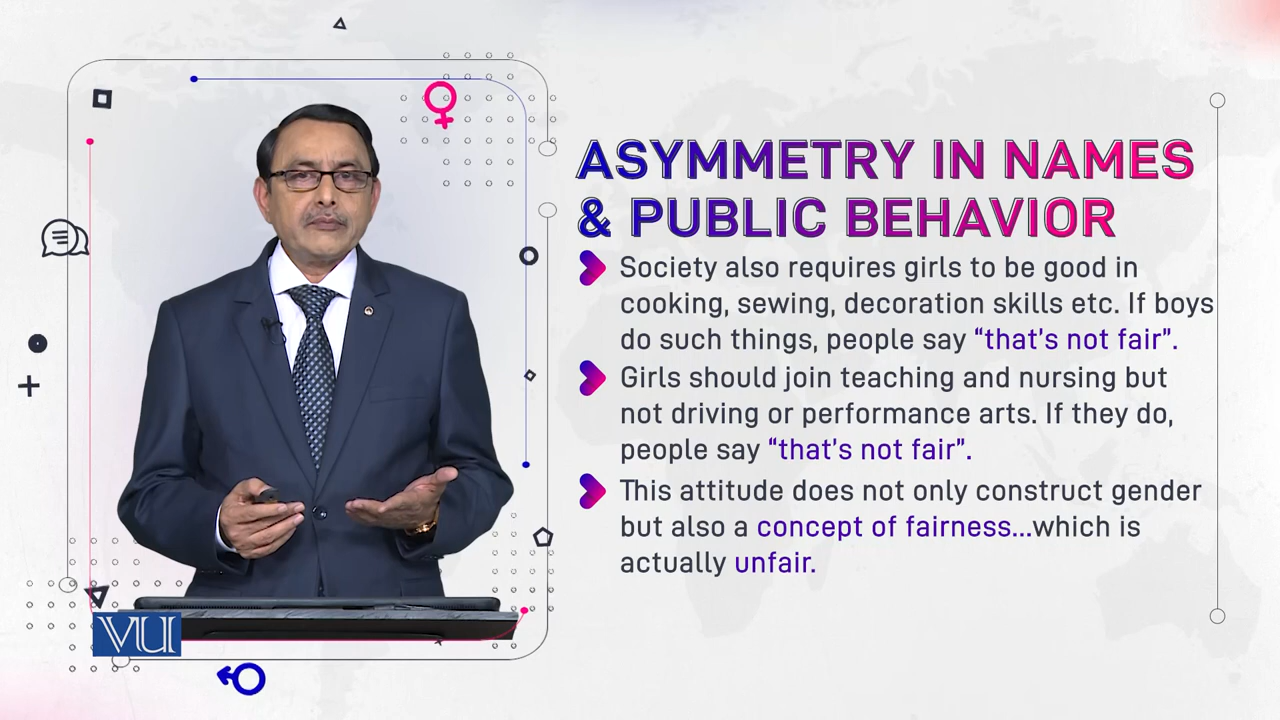 ASYMMETRY IN NAMES
& PUBLIC BEHAVIOR
Society also requires girls to be good in
cooking, sewing, decoration skills etc. If boys
do such things, people say “that’s not fair”.
Girls should join teaching and nursing but
not driving or performance arts. If they do,
people say “that’s not fair”.
This attitude does not only construct gender
but also a concept of fairness...which is
actually unfair.
VU